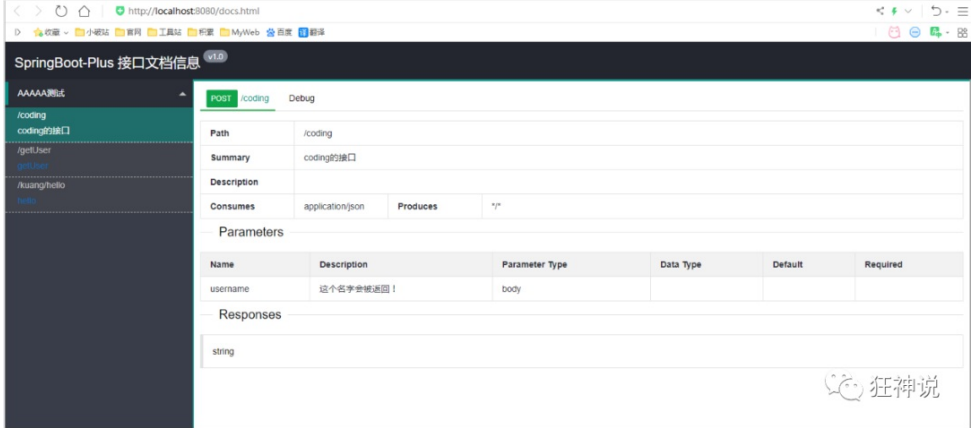 http://localhost:8080/docs.html
收藏 小破站 官网 工具站 积累 MyWeb 百度 翻译
SpringBoot-Plus 接口文档信息 v1.0
AAAAA测试
/coding
coding的接口
/getUser
getUser
/kuang/hello
hello
POST /coding Debug
Path /coding
Summary coding的接口
Description
Consumes application/json Produces */*
Parameters
Name Description Parameter Type Data Type Default Required
username 这个名字会被返回！ body
Responses
string
狂神说